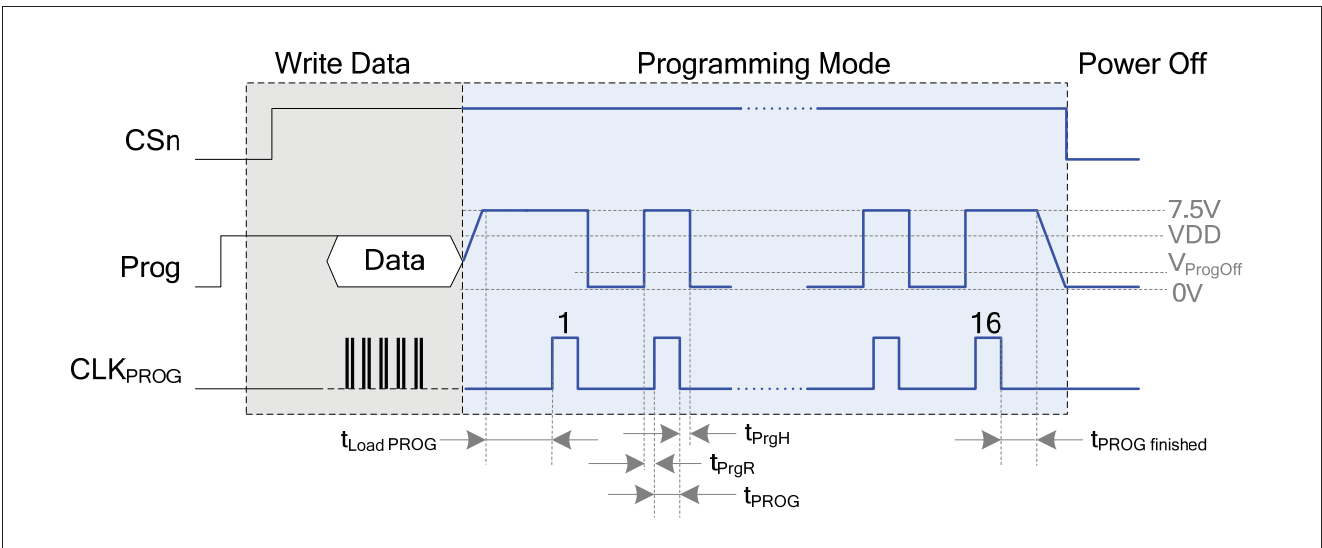 Write Data Programming Mode Power Off
CSn
7.5V
VDD
Prog Data VProgOff
0V
1 16
CLKPROG
tLoad PROG tPrgH tPROG finished
tPrgR
tPROG